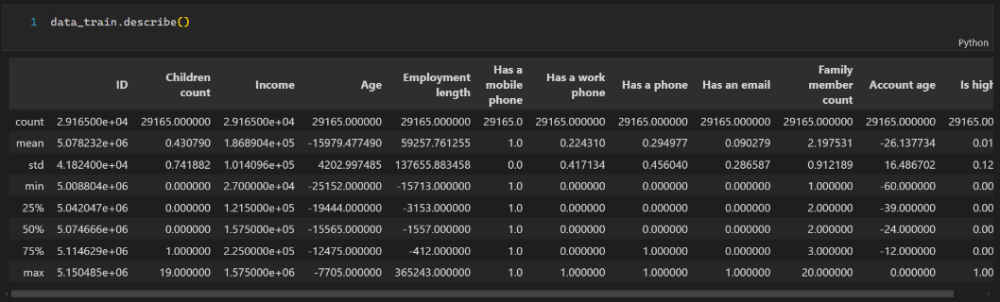 1 data_train.describe()
Python
ID Children count Income Age Employment length Has a mobile phone Has a work phone Has a phone Has an email Family member count Account age Is high
count 2.916500e+04 29165.000000 2.916500e+04 29165.000000 29165.000000 29165.0 29165.000000 29165.000000 29165.000000 29165.000000 29165.000000 29165.00
mean 5.078232e+06 0.430790 1.868904e+05 -15979.477490 59257.761255 1.0 0.224310 0.294977 0.090279 2.197531 -26.137734 0.01
std 4.182400e+04 0.741882 1.014096e+05 4202.997485 137655.883458 0.0 0.417134 0.456040 0.286587 0.912189 16.486702 0.12
min 5.008804e+06 0.000000 2.700000e+04 -25152.000000 -15713.000000 1.0 0.000000 0.000000 0.000000 1.000000 -60.000000 0.00
25% 5.042047e+06 0.000000 1.215000e+05 -19444.000000 -3153.000000 1.0 0.000000 0.000000 0.000000 2.000000 -39.000000 0.00
50% 5.074666e+06 0.000000 1.575000e+05 -15565.000000 -1557.000000 1.0 0.000000 0.000000 0.000000 2.000000 -24.000000 0.00
75% 5.114629e+06 1.000000 2.250000e+05 -12475.000000 -412.000000 1.0 0.000000 1.000000 0.000000 3.000000 -12.000000 0.00
max 5.150485e+06 19.000000 1.575000e+06 -7705.000000 365243.000000 1.0 1.000000 1.000000 1.000000 20.000000 0.000000 1.00